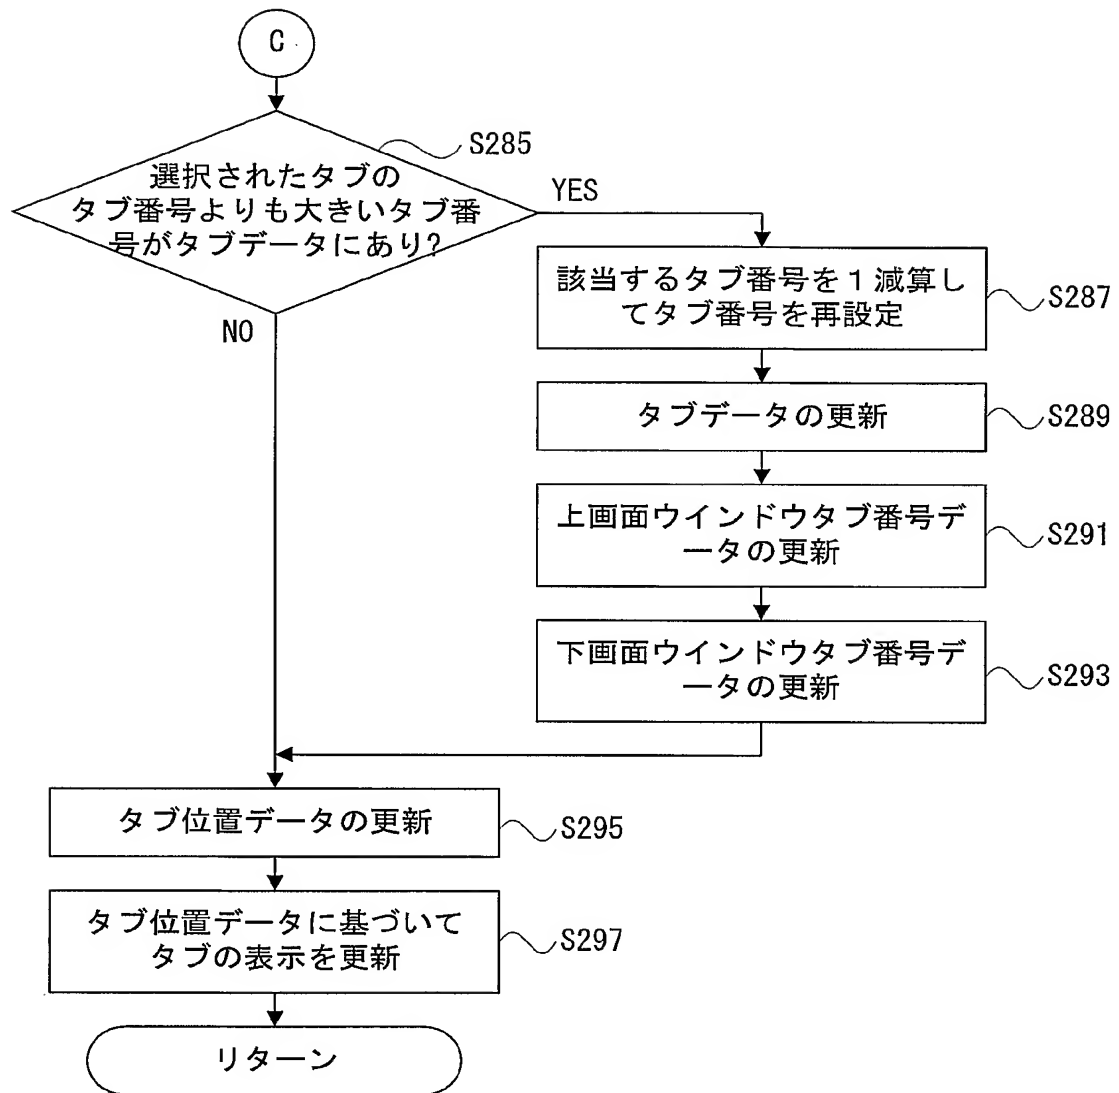 C
S285
選択されたタブの
タブ番号よりも大きいタブ番
号がタブデータにあり?
YES
NO
該当するタブ番号を1減算し
てタブ番号を再設定
S287
タブデータの更新
S289
上画面ウインドウタブ番号デ
ータの更新
S291
下画面ウインドウタブ番号デ
ータの更新
S293
タブ位置データの更新
S295
タブ位置データに基づいて
タブの表示を更新
S297
リターン